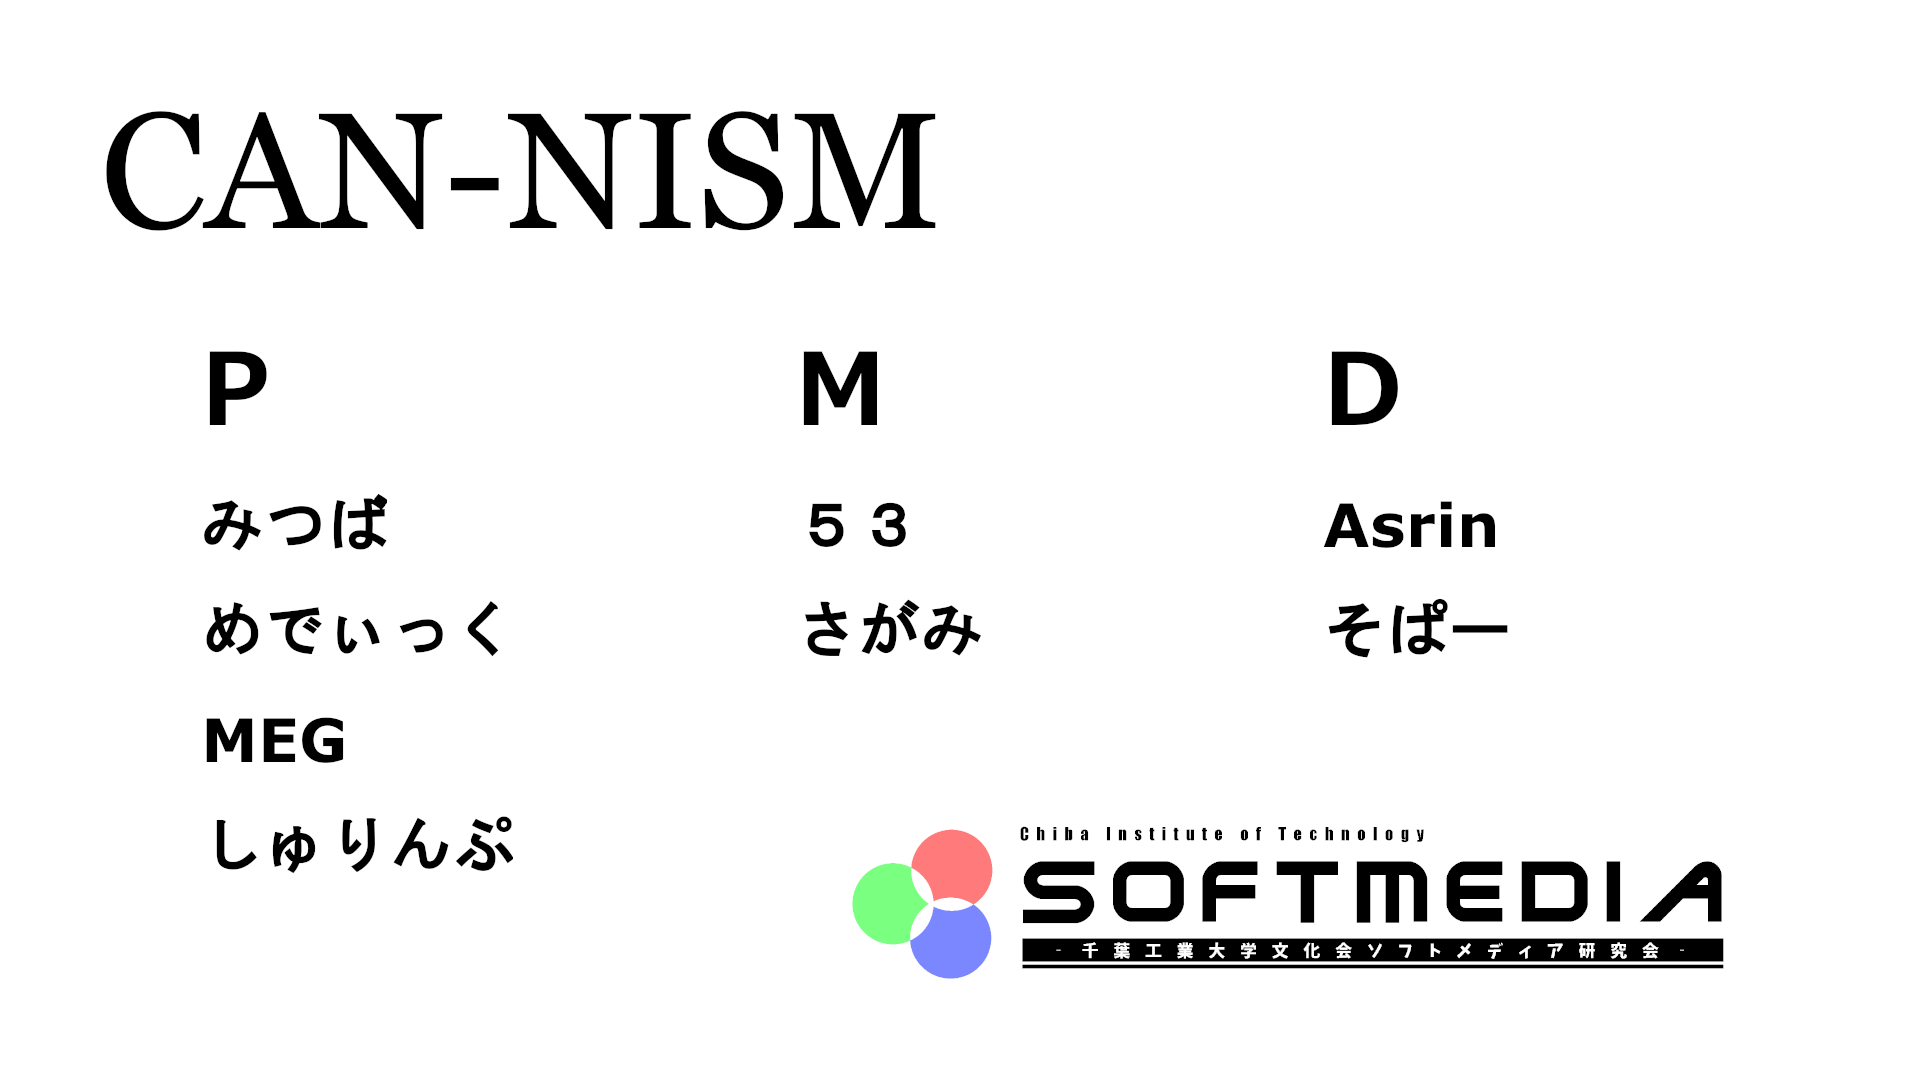 CAN-NISM
P
みつば
めでぃっく
MEG
しゅりんぷ
M
５３
さがみ
D
Asrin
そぱー
Chiba Institute of Technology
SOFTMEDIA
- 千葉工業大学文化会ソフトメディア研究会 -